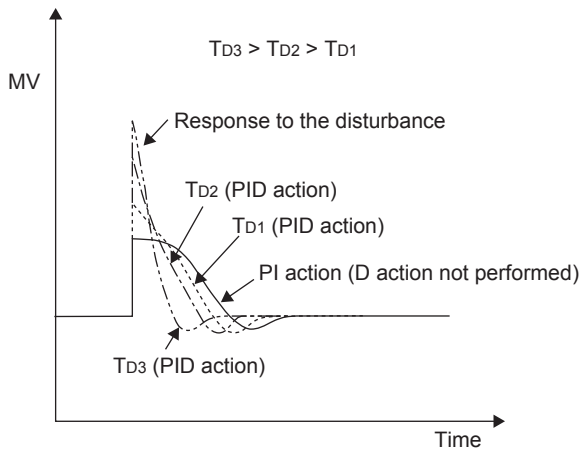 TD3 > TD2 > TD1
MV
Response to the disturbance
TD2 (PID action)
TD1 (PID action)
PI action (D action not performed)
TD3 (PID action)
Time